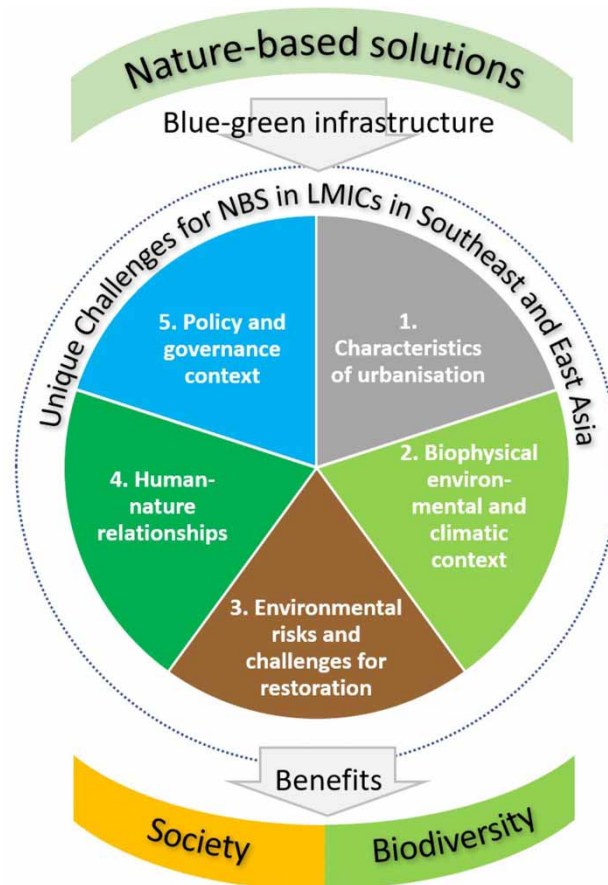 Nature-based solutions
Blue-green infrastructure
Unique Challenges for NBS in LMICs in Southeast and East Asia
1.
Characteristics
of urbanisation
2. Biophysical
environ-
mental and
climatic
context
3. Environmental
risks and
challenges for
restoration
4. Human-
nature
relationships
5. Policy and
governance
context
Benefits
Society
Biodiversity